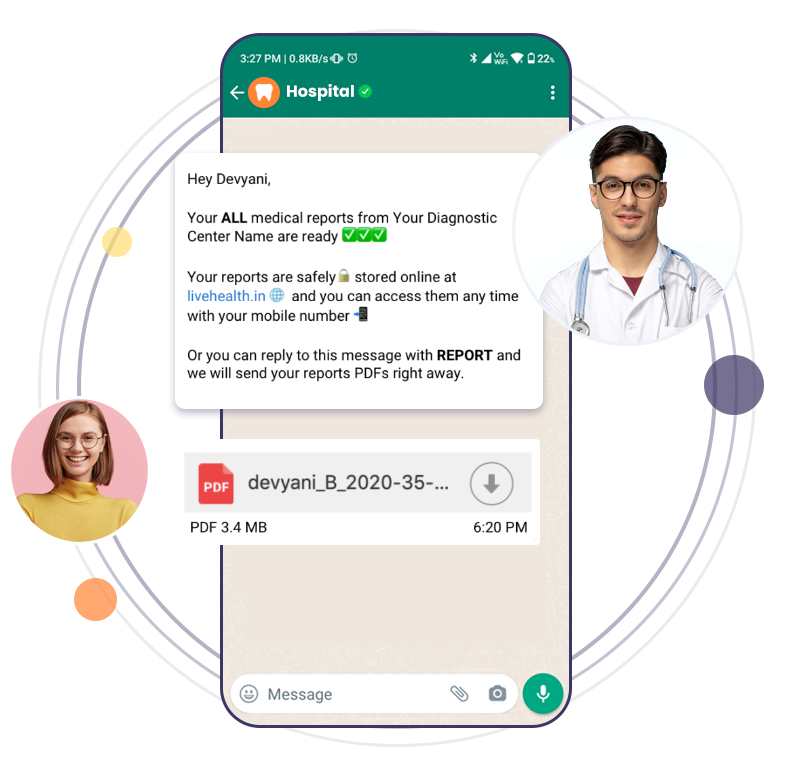 3:27 PM | 0.8KB/s
Vo
WiFi
22%
Hospital
Hey Devyani,
Your ALL medical reports from Your Diagnostic
Center Name are ready ✅✅✅
Your reports are safely🔒 stored online at
livehealth.in 🌐 and you can access them any time
with your mobile number 📲
Or you can reply to this message with REPORT and
we will send your reports PDFs right away.
PDF
devyani_B_2020-35-...
PDF 3.4 MB
6:20 PM
Message